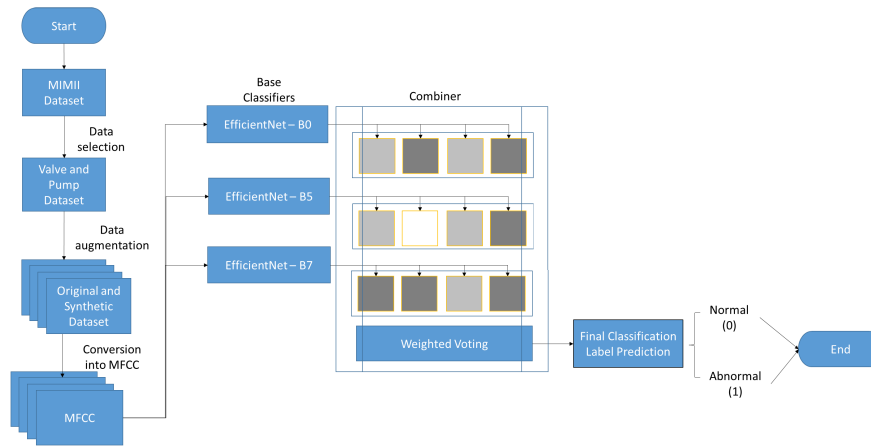 Start
MIMII
Dataset
Data
selection
Valve and
Pump
Dataset
Data
augmentation
Original and
Synthetic
Dataset
Conversion
into MFCC
MFCC
Base
Classifiers
EfficientNet – B0
EfficientNet – B5
EfficientNet – B7
Combiner
Weighted Voting
Final Classification
Label Prediction
Normal
(0)
Abnormal
(1)
End